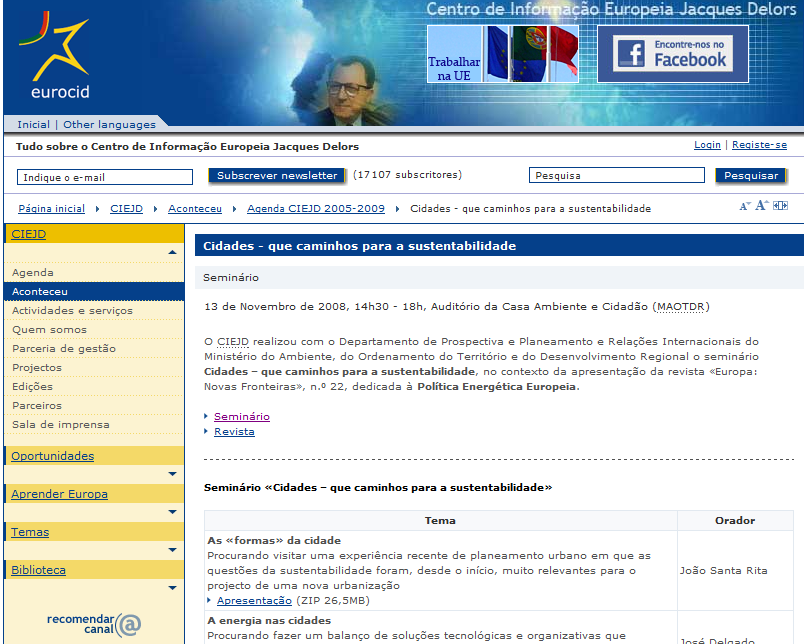 Centro de Informação Europeia Jacques Delors
Trabalhar
na UE
Encontre-nos no
Facebook
eurocid
Inicial | Other languages
Tudo sobre o Centro de Informação Europeia Jacques Delors
Login | Registe-se
Indique o e-mail
Subscrever newsletter (17107 subscritores)
Pesquisa
Pesquisar
Página inicial CIEJD Aconteceu Agenda CIEJD 2005-2009 Cidades - que caminhos para a sustentabilidade
A A
CIEJD
Agenda
Aconteceu
Actividades e serviços
Quem somos
Parceria de gestão
Projectos
Edições
Parceiros
Sala de imprensa
Oportunidades
Aprender Europa
Temas
Biblioteca
recomendar
canal @
Cidades - que caminhos para a sustentabilidade
Seminário
13 de Novembro de 2008, 14h30 - 18h, Auditório da Casa Ambiente e Cidadão (MAOTDR)
O CIEJD realizou com o Departamento de Prospectiva e Planeamento e Relações Internacionais do
Ministério do Ambiente, do Ordenamento do Território e do Desenvolvimento Regional o seminário
Cidades – que caminhos para a sustentabilidade, no contexto da apresentação da revista «Europa:
Novas Fronteiras», n.º 22, dedicada à Política Energética Europeia.
Seminário
Revista
Seminário «Cidades – que caminhos para a sustentabilidade»
Tema
Orador
As «formas» da cidade
Procurando visitar uma experiência recente de planeamento urbano em que as
questões da sustentabilidade foram, desde o início, muito relevantes para o
projecto de uma nova urbanização
Apresentação (ZIP 26,5MB)
João Santa Rita
A energia nas cidades
Procurando fazer um balanço de soluções tecnológicas e organizativas que
José Delgado